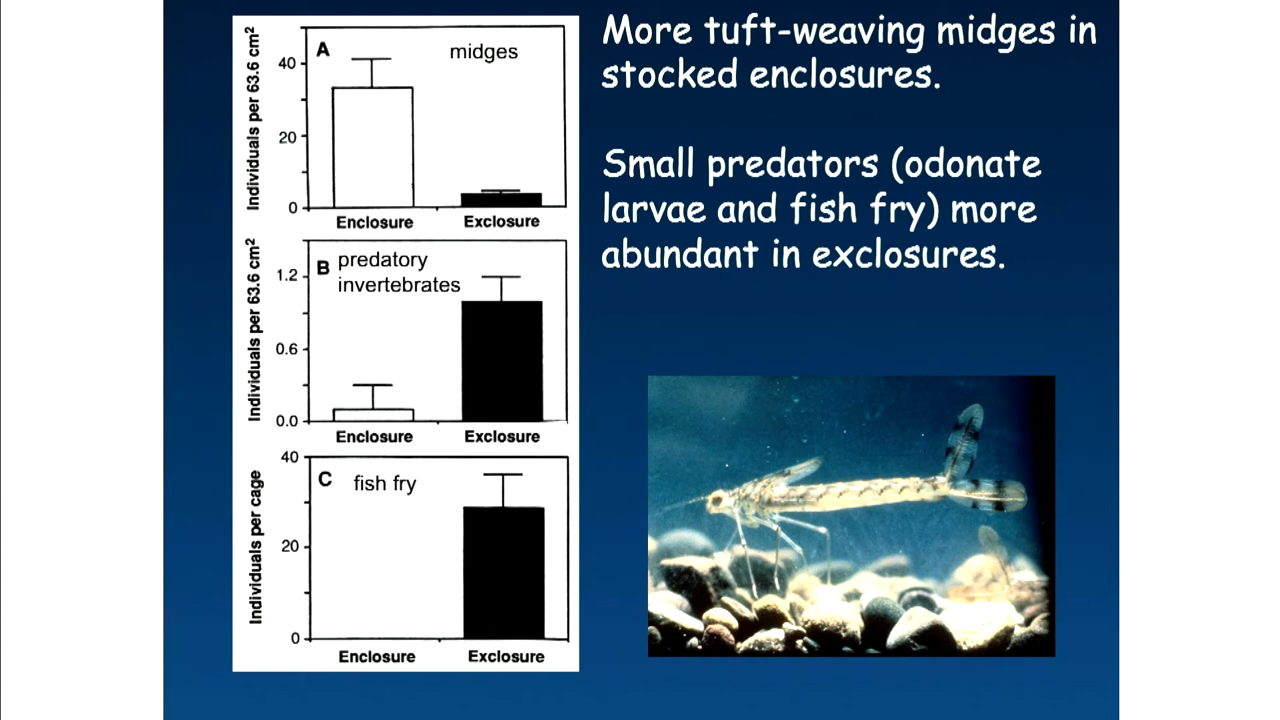 More tuft-weaving midges in
stocked enclosures.
Small predators (odonate
larvae and fish fry) more
abundant in exclosures.
A
midges
Individuals per 63.6 cm²
40
20
0
Enclosure
Exclosure
B
predatory
invertebrates
Individuals per 63.6 cm²
1.2
0.6
0.0
Enclosure
Exclosure
C
fish fry
Individuals per cage
40
20
0
Enclosure
Exclosure